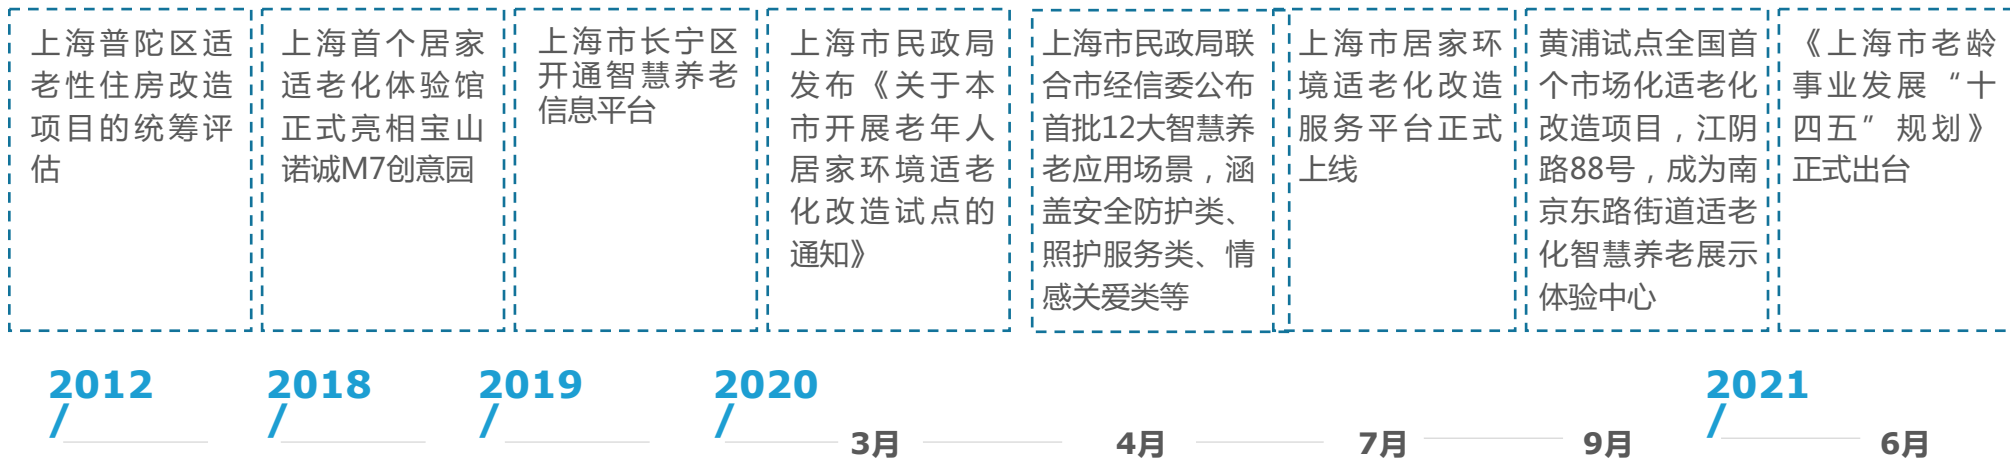 上海普陀区适
老性住房改造
项目的统筹评
估
上海首个居家
适老化体验馆
正式亮相宝山
诺诚M7创意园
上海市长宁区
开通智慧养老
信息平台
上海市民政局
发布《关于本
市开展老年人
居家环境适老
化改造试点的
通知》
上海市民政局联
合市经信委公布
首批12大智慧养
老应用场景，涵
盖安全防护类、
照护服务类、情
感关爱类等
上海市居家环
境适老化改造
服务平台正式
上线
黄浦试点全国首
个市场化适老化
改造项目，江阴
路88号，成为南
京东路街道适老
化智慧养老展示
体验中心
《上海市老龄
事业发展“十
四五”规划》
正式出台
2012
/
2018
/
2019
/
2020
/
3月
4月
7月
9月
2021
/
6月